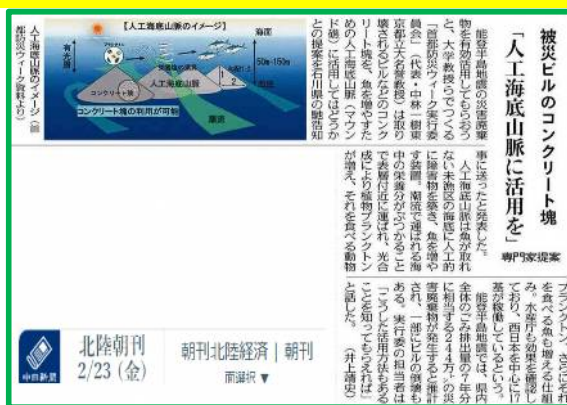 被災ビルのコンクリート塊
「人工海底山脈に活用を」
専門家提案
能登半島地震の災害廃棄
物を有効活用してもらおう
と、大学教授らでつくる
「首都防災ウィーク実行委
員会」(代表・中林一樹東
京都立大名誉教授)は取り
壊されるビルなどのコンク
リート塊を、魚を増やすた
めの人工海底山脈(マウン
ド礁)に活用してはどうか
との提案を石川県の馳浩知
事に送ったと発表した。
人工海底山脈は魚が取れ
ない未漁区の海底に人工的
に障害物を築き、魚を増や
す装置。潮流で運ばれる海
中の栄養分がぶつかること
で表層付近に運ばれ、光合
成により植物プランクトン
が増え、それを食べる動物
プランクトン、さらにそれ
を食べる魚も増える仕組
み。水産庁も効果を確認し
ており、西日本を中心に17
基が稼働しているという。
能登半島地震では、県内
全体のごみ排出量の7年分
に相当する244万トンの災
害廃棄物が発生すると推計
され、一部にビルの倒壊も
ある。実行委の担当者は
「こうした活用方法もある
ことを知ってもらえれば」
と話した。(井上靖史)
【人工海底山脈のイメージ】
海面
有光層
50m-150m
人工海底山脈
コンクリート塊
コンクリート塊の利用が可能
潮流
人工海底山脈のイメージ(首
都防災ウィーク資料より)
中日新聞
北陸朝刊
2/23 (金)
朝刊北陸経済 | 朝刊
面選択 ▼